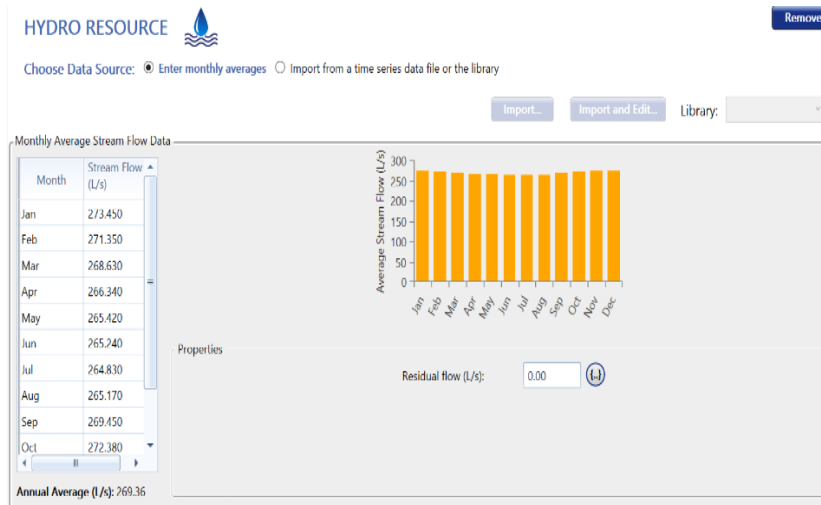 HYDRO RESOURCE
Remove
Choose Data Source: Enter monthly averages Import from a time series data file or the library
Import... Import and Edit... Library:
Monthly Average Stream Flow Data
Month Stream Flow (L/s)
Jan 273.450
Feb 271.350
Mar 268.630
Apr 266.340
May 265.420
Jun 265.240
Jul 264.830
Aug 265.170
Sep 269.450
Oct 272.380
Annual Average (L/s): 269.36
Average Stream Flow (L/s)
300
250
200
150
100
50
0
Jan Feb Mar Apr May Jun Jul Aug Sep Oct Nov Dec
Properties
Residual flow (L/s): 0.00 {..}